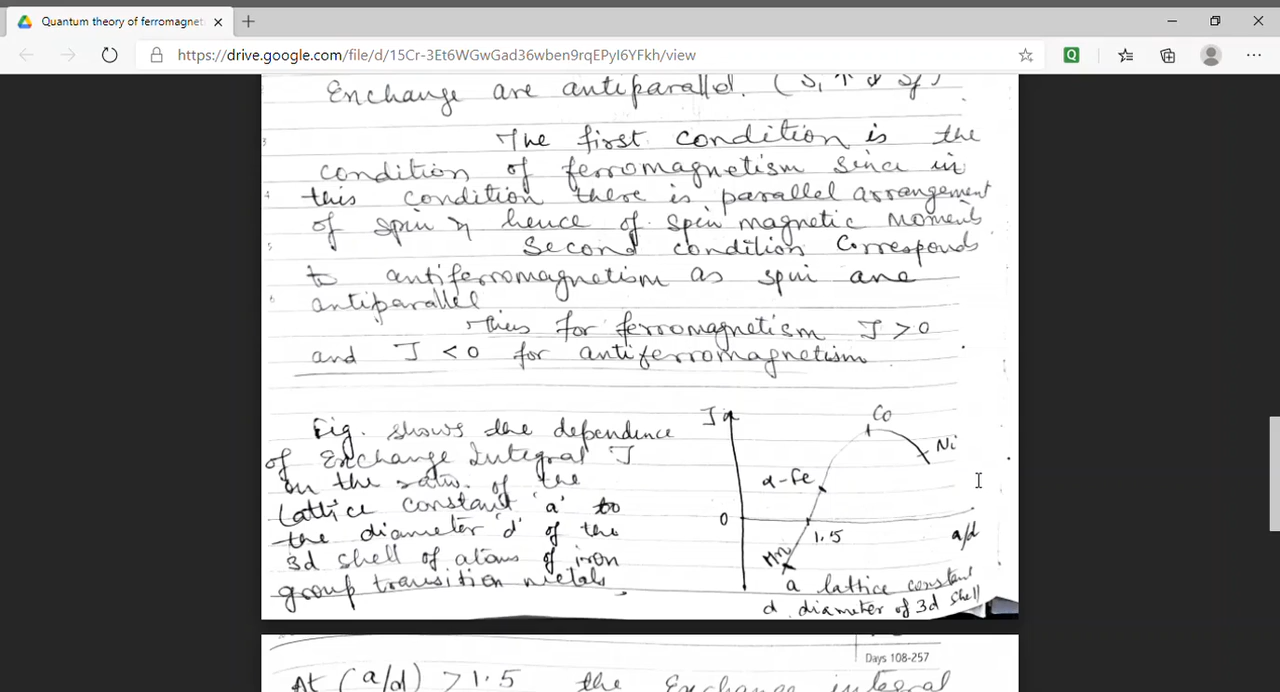 Quantum theory of ferromagnet
https://drive.google.com/file/d/15Cr-3Et6WGwGad36wben9rqEPyI6YFkh/view
Exchange are antiparallel. (S, ↑ &
The first condition is the
condition of ferromagnetism since in
this condition there is parallel arrangement
of spin & hence of spin magnetic moments
Second condition corresponds
to antiferromagnetism as spin are
antiparallel
Thus for ferromagnetism J > 0
and J < 0 for antiferromagnetism
Fig. shows the dependence
of Exchange Integral J
on the ratio of the
Lattice constant 'a' to
the diameter 'd' of the
3d shell of atoms of iron
group transition metals.
J
Co
Ni
α-Fe
0
1.5
a/d
Mn
a lattice constant
d. diameter of 3d shell
Days 108-257
At (a/d) > 1.5 the Exchange integral